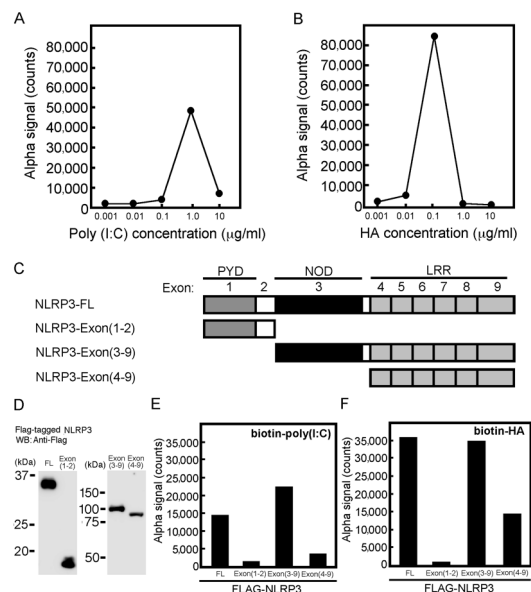 A
80,000
70,000
60,000
50,000
40,000
30,000
20,000
10,000
0
Alpha signal (counts)
0.001 0.01 0.1 1.0 10
Poly (I:C) concentration (μg/ml)
B
80,000
70,000
60,000
50,000
40,000
30,000
20,000
10,000
0
Alpha signal (counts)
0.001 0.01 0.1 1.0 10
HA concentration (μg/ml)
C
PYD NOD LRR
Exon: 1 2 3 4 5 6 7 8 9
NLRP3-FL
NLRP3-Exon(1-2)
NLRP3-Exon(3-9)
NLRP3-Exon(4-9)
D
Flag-tagged NLRP3
WB: Anti-Flag
(kDa) FL Exon (1-2) (kDa) Exon (3-9) Exon (4-9)
37
25
20
150
100
75
50
E
biotin-poly(I:C)
35,000
30,000
25,000
20,000
15,000
10,000
5,000
0
Alpha signal (counts)
FL Exon(1-2) Exon(3-9) Exon(4-9)
FLAG-NLRP3
F
biotin-HA
35,000
30,000
25,000
20,000
15,000
10,000
5,000
0
Alpha signal (counts)
FL Exon(1-2) Exon(3-9) Exon(4-9)
FLAG-NLRP3